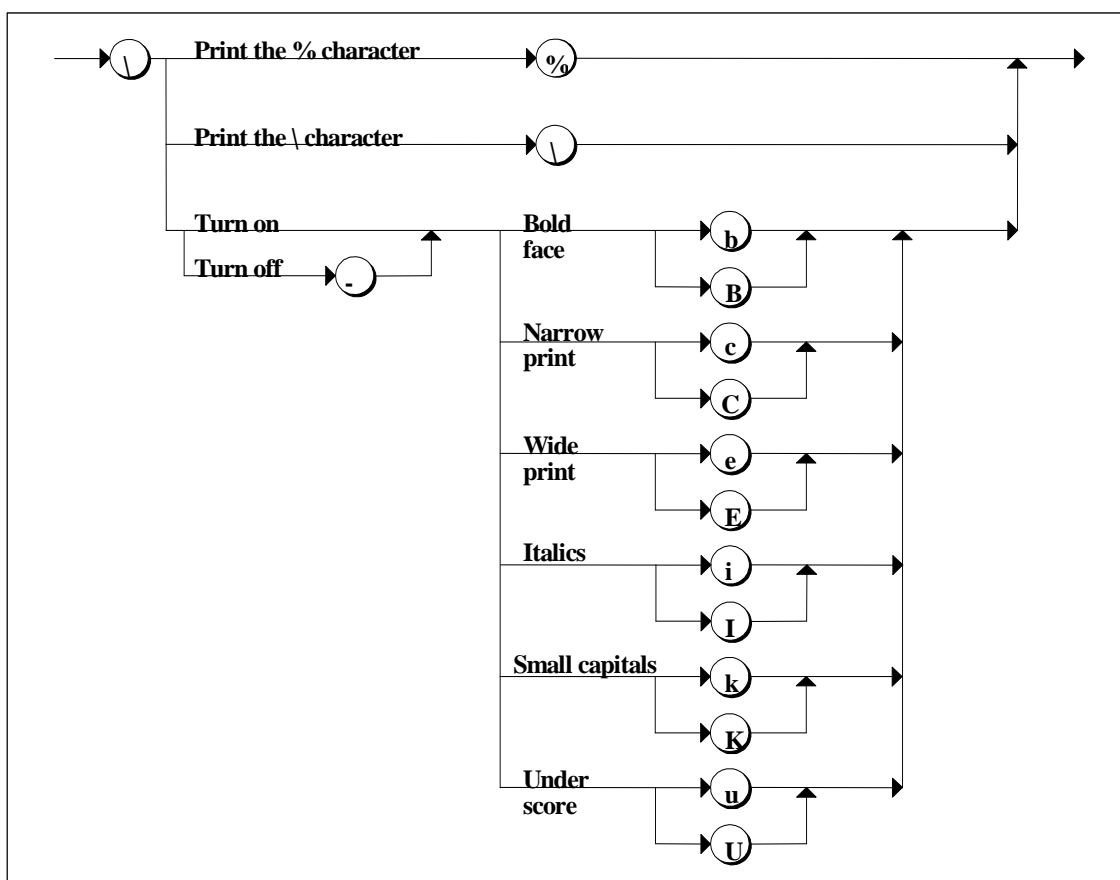 \
Print the % character
%
Print the \ character
\
Turn on
Turn off
-
Bold
face
b
B
Narrow
print
c
C
Wide
print
e
E
Italics
i
I
Small capitals
k
K
Under
score
u
U